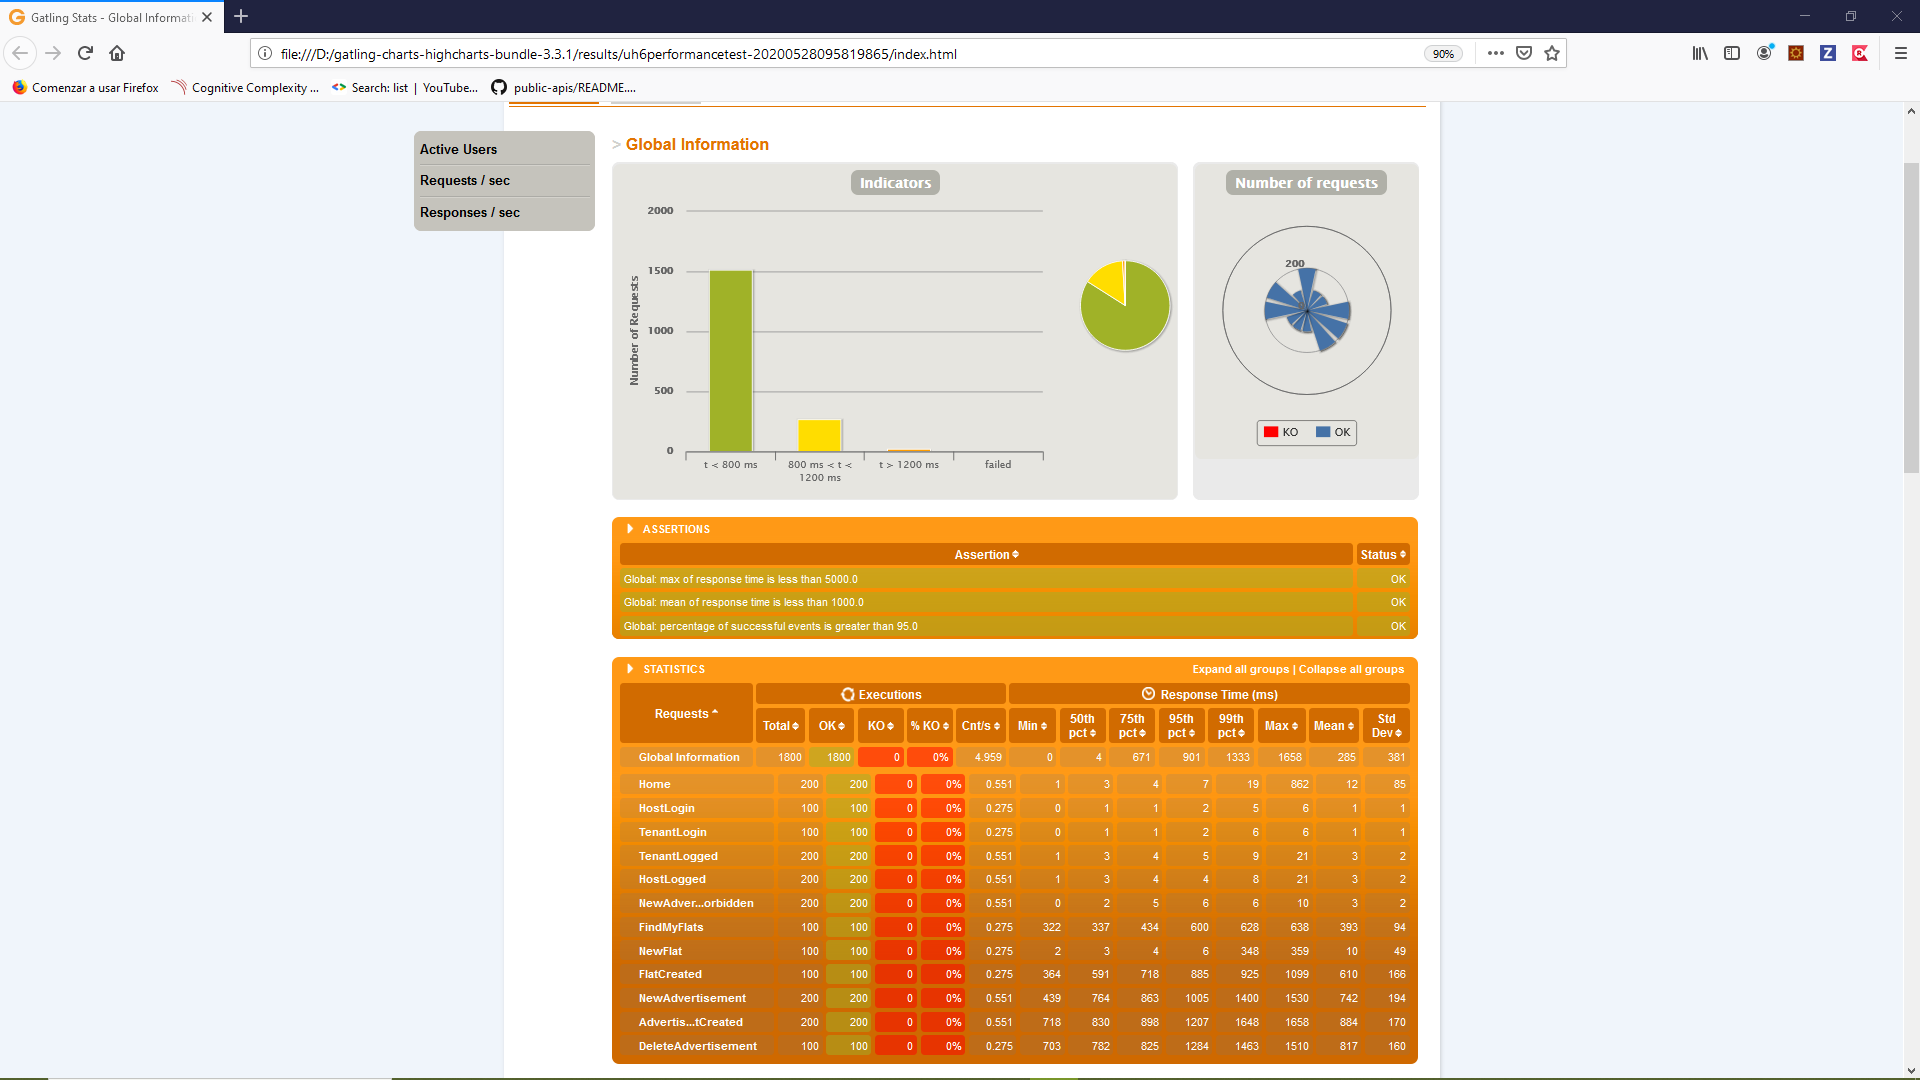 Gatling Stats - Global Informati
file:///D:/gatling-charts-highcharts-bundle-3.3.1/results/uh6performancetest-20200528095819865/index.html
90%
Comenzar a usar Firefox
Cognitive Complexity ...
Search: list | YouTube...
public-apis/README....
Active Users
Requests / sec
Responses / sec
> Global Information
Indicators
Number of Requests
2000
1500
1000
500
0
t < 800 ms
800 ms < t < 1200 ms
t > 1200 ms
failed
Number of requests
200
KO OK
ASSERTIONS
Assertion Status
Global: max of response time is less than 5000.0 OK
Global: mean of response time is less than 1000.0 OK
Global: percentage of successful events is greater than 95.0 OK
STATISTICS Expand all groups | Collapse all groups
Requests Executions Response Time (ms)
Total OK KO % KO Cnt/s Min 50th pct 75th pct 95th pct 99th pct Max Mean Std Dev
Global Information 1800 1800 0 0% 4.959 0 4 671 901 1333 1658 285 381
Home 200 200 0 0% 0.551 1 3 4 7 19 862 12 85
HostLogin 100 100 0 0% 0.275 0 1 1 2 5 6 1 1
TenantLogin 100 100 0 0% 0.275 0 1 1 2 6 6 1 1
TenantLogged 200 200 0 0% 0.551 1 3 4 5 9 21 3 2
HostLogged 200 200 0 0% 0.551 1 3 4 4 8 21 3 2
NewAdver...orbidden 200 200 0 0% 0.551 0 2 5 6 6 10 3 2
FindMyFlats 100 100 0 0% 0.275 322 337 434 600 628 638 393 94
NewFlat 100 100 0 0% 0.275 2 3 4 6 348 359 10 49
FlatCreated 100 100 0 0% 0.275 364 591 718 885 925 1099 610 166
NewAdvertisement 200 200 0 0% 0.551 439 764 863 1005 1400 1530 742 194
Advertis...tCreated 200 200 0 0% 0.551 718 830 898 1207 1648 1658 884 170
DeleteAdvertisement 100 100 0 0% 0.275 703 782 825 1284 1463 1510 817 160